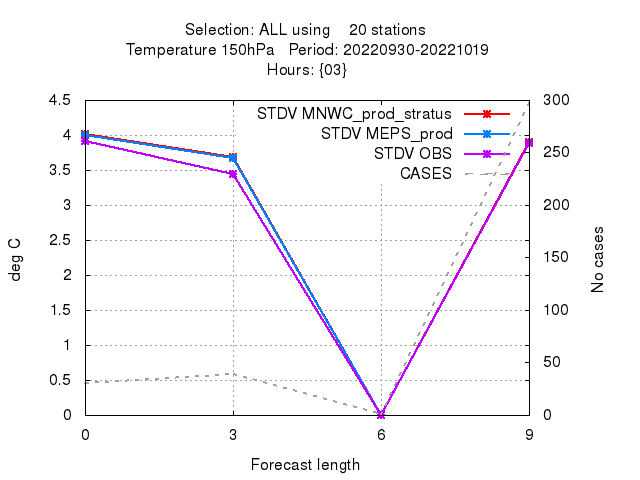 Selection: ALL using 20 stations
Temperature 150hPa Period: 20220930-20221019
Hours: {03}
STDV MNWC_prod_stratus
STDV MEPS_prod
STDV OBS
CASES
4.5
4
3.5
3
2.5
2
1.5
1
0.5
0
deg C
300
250
200
150
100
50
0
No cases
0 3 6 9
Forecast length